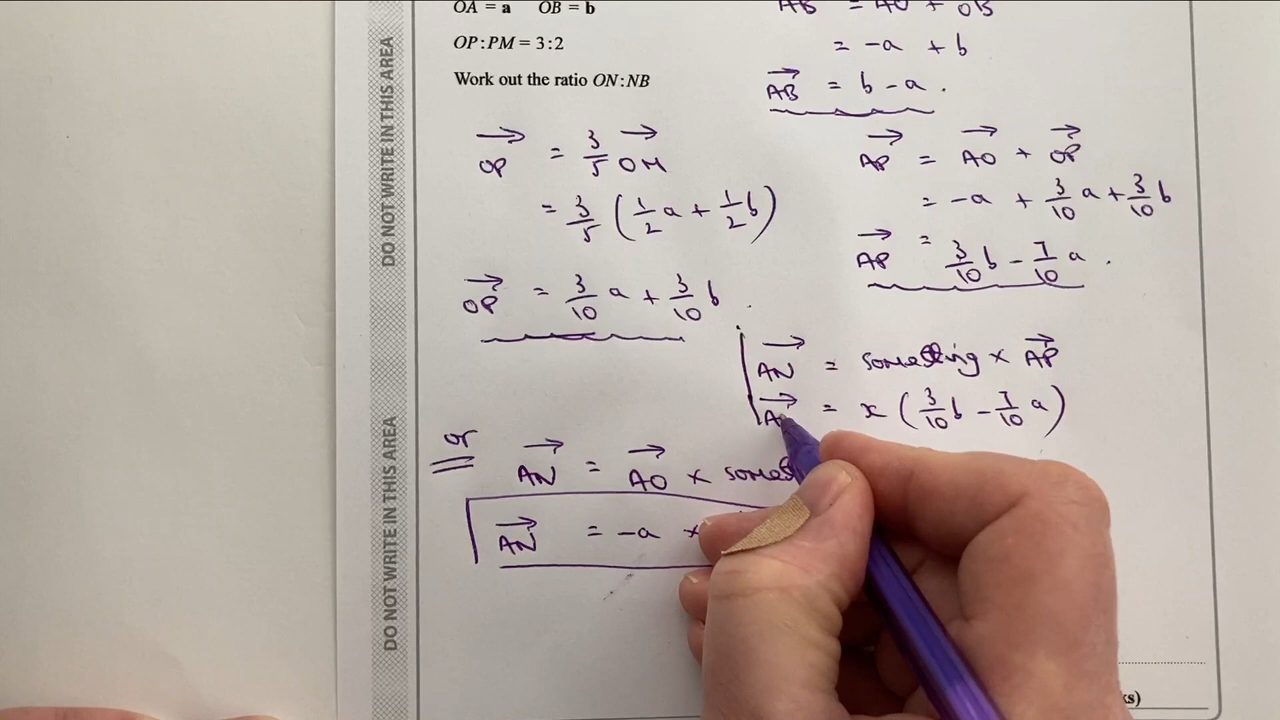 OA = a OB = b
OP:PM = 3:2
Work out the ratio ON:NB
AB = AO + OB
= -a + b
AB = b - a.
OP = 3/5 OM
= 3/5 (1/2 a + 1/2 b)
OP = 3/10 a + 3/10 b.
AP = AO + OP
= -a + 3/10 a + 3/10 b
AP = 3/10 b - 7/10 a.
AN = something × AP
= x (3/10 b - 7/10 a)
or
AN = AO ×
AN = -a ×
DO NOT WRITE IN THIS AREA
DO NOT WRITE IN THIS AREA